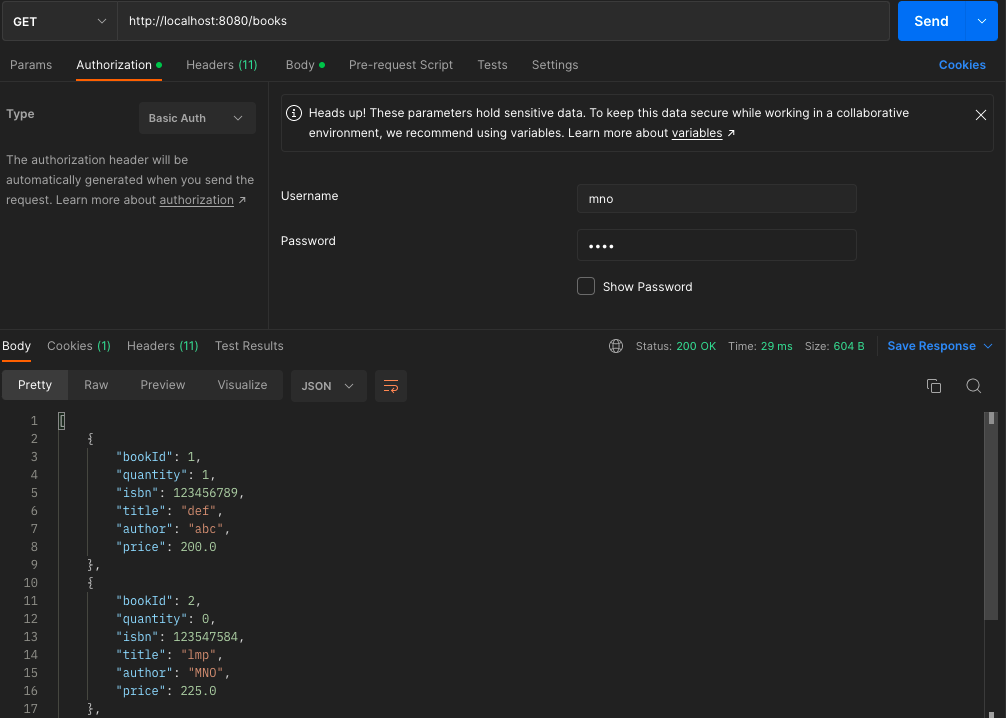 GET http://localhost:8080/books Send
Params Authorization Headers (11) Body Pre-request Script Tests Settings Cookies
Type Basic Auth
The authorization header will be
automatically generated when you send the
request. Learn more about authorization ↗
Heads up! These parameters hold sensitive data. To keep this data secure while working in a collaborative
environment, we recommend using variables. Learn more about variables ↗
Username mno
Password ••••
Show Password
Body Cookies (1) Headers (11) Test Results Status: 200 OK Time: 29 ms Size: 604 B Save Response
Pretty Raw Preview Visualize JSON
1 [
2 {
3 "bookId": 1,
4 "quantity": 1,
5 "isbn": 123456789,
6 "title": "def",
7 "author": "abc",
8 "price": 200.0
9 },
10 {
11 "bookId": 2,
12 "quantity": 0,
13 "isbn": 123547584,
14 "title": "lmp",
15 "author": "MNO",
16 "price": 225.0
17 },